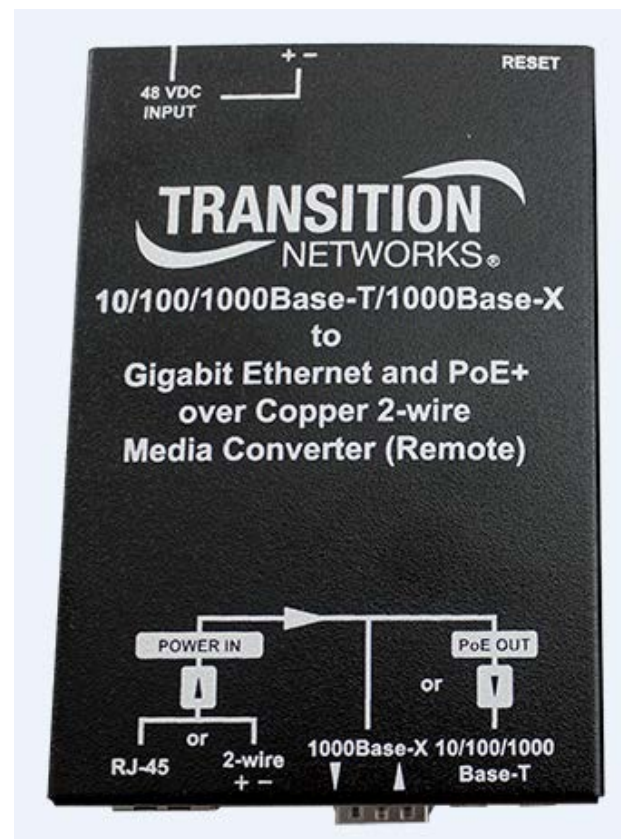 + -
RESET
48 VDC
INPUT
TRANSITION
NETWORKS®
10/100/1000Base-T/1000Base-X
to
Gigabit Ethernet and PoE+
over Copper 2-wire
Media Converter (Remote)
POWER IN
PoE OUT
or
or
RJ-45
2-wire
+ -
1000Base-X
10/100/1000
Base-T